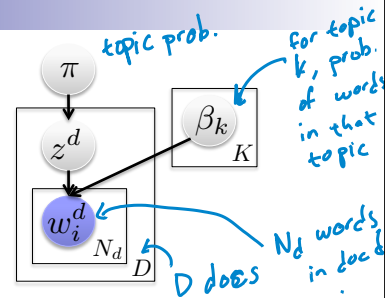 topic prob.
for topic
k, prob.
of words
in that
topic
π
z^d
β_k
K
w_i^d
N_d
D
D docs
N_d words
in doc d